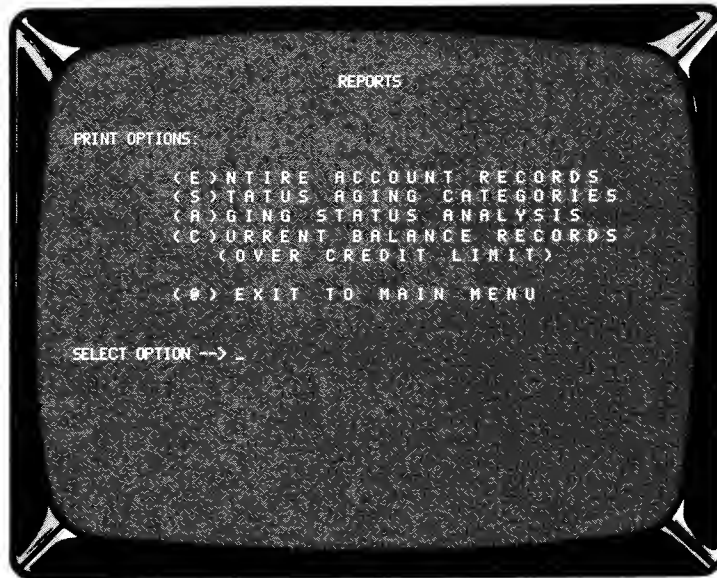 REPORTS
PRINT OPTIONS:
(E)NTIRE ACCOUNT RECORDS
(S)TATUS AGING CATEGORIES
(A)GING STATUS ANALYSIS
(C)URRENT BALANCE RECORDS
(OVER CREDIT LIMIT)
(@) EXIT TO MAIN MENU
SELECT OPTION --> _